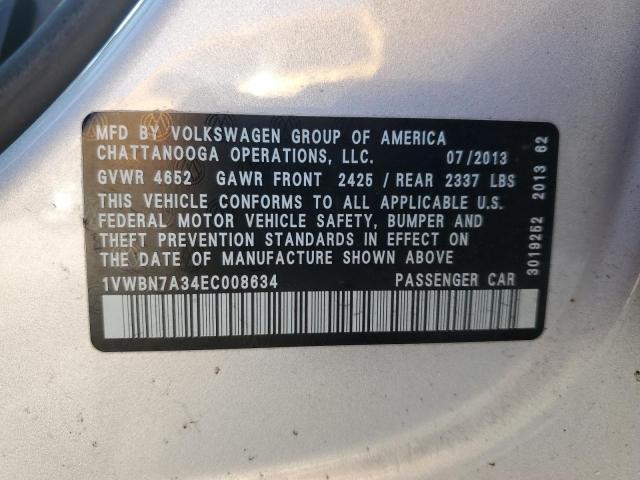 MFD BY VOLKSWAGEN GROUP OF AMERICA
CHATTANOOGA OPERATIONS, LLC. 07/2013
GVWR 4652 GAWR FRONT 2425 / REAR 2337 LBS
THIS VEHICLE CONFORMS TO ALL APPLICABLE U.S.
FEDERAL MOTOR VEHICLE SAFETY, BUMPER AND
THEFT PREVENTION STANDARDS IN EFFECT ON
THE DATE OF MANUFACTURE SHOWN ABOVE
1VWBN7A34EC008634 PASSENGER CAR
3019252 2013 62